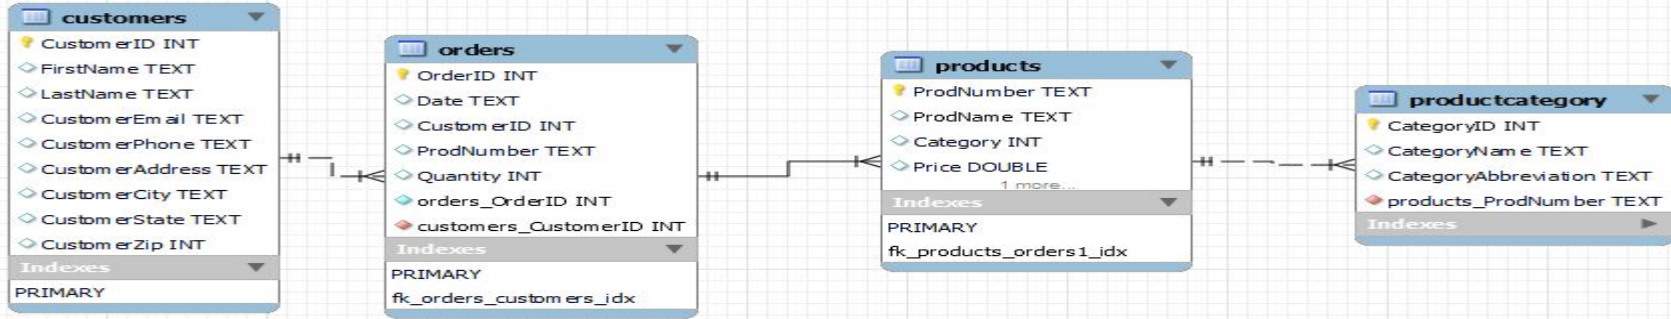 customers
CustomerID INT
FirstName TEXT
LastName TEXT
CustomerEmail TEXT
CustomerPhone TEXT
CustomerAddress TEXT
CustomerCity TEXT
CustomerState TEXT
CustomerZip INT
Indexes
PRIMARY
orders
OrderID INT
Date TEXT
CustomerID INT
ProdNumber TEXT
Quantity INT
orders_OrderID INT
customers_CustomerID INT
Indexes
PRIMARY
fk_orders_customers_idx
products
ProdNumber TEXT
ProdName TEXT
Category INT
Price DOUBLE
1 more...
Indexes
PRIMARY
fk_products_orders1_idx
productcategory
CategoryID INT
CategoryName TEXT
CategoryAbbreviation TEXT
products_ProdNumber TEXT
Indexes